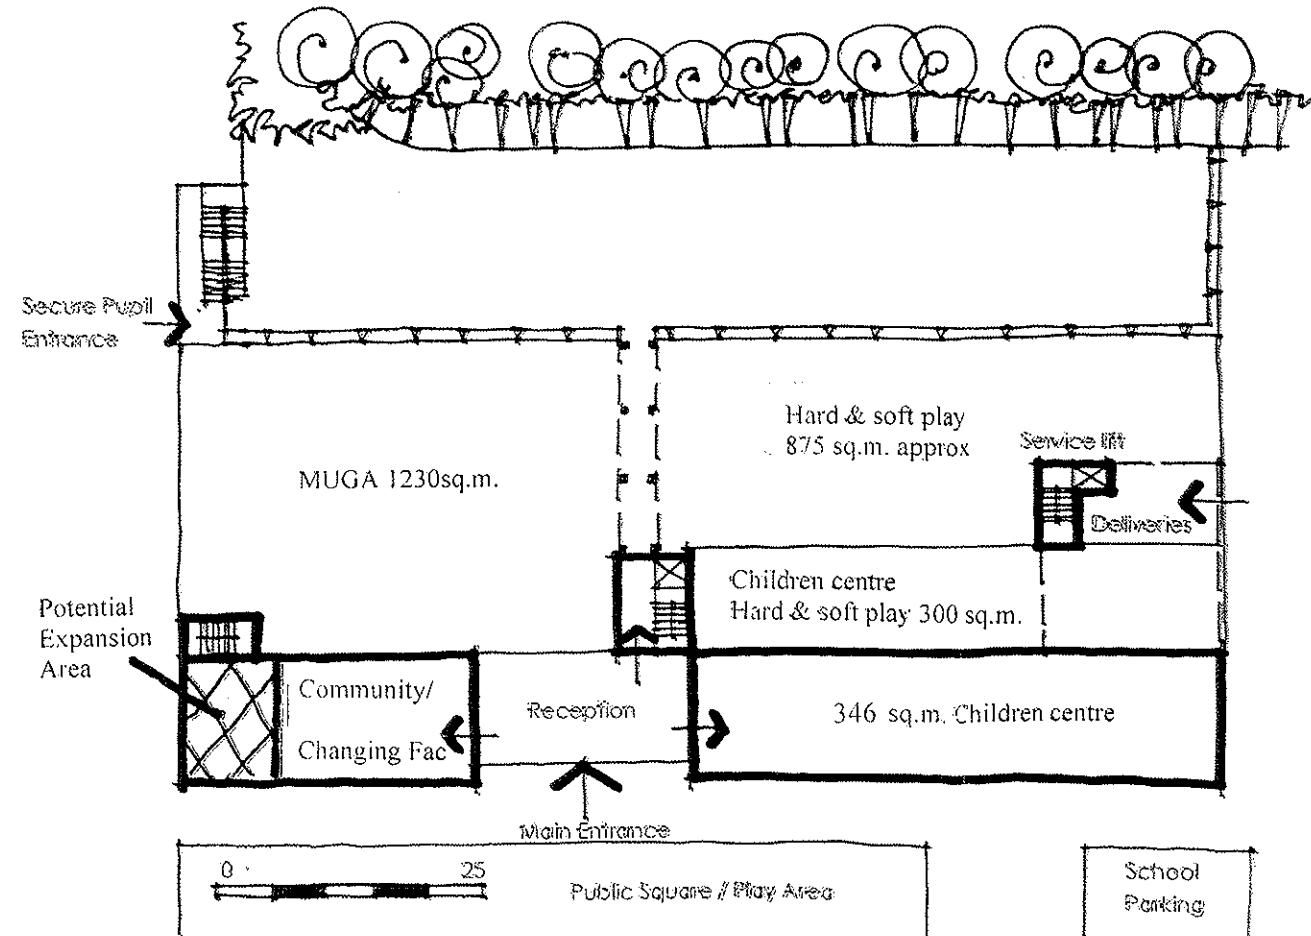 Secure Pupil
Entrance
Hard & soft play
875 sq.m. approx
Service lift
MUGA 1230sq.m.
Deliveries
Children centre
Hard & soft play 300 sq.m.
Potential
Expansion
Area
Community/
Changing Fac
Reception
346 sq.m. Children centre
Main Entrance
0 25
Public Square / Play Area
School
Parking